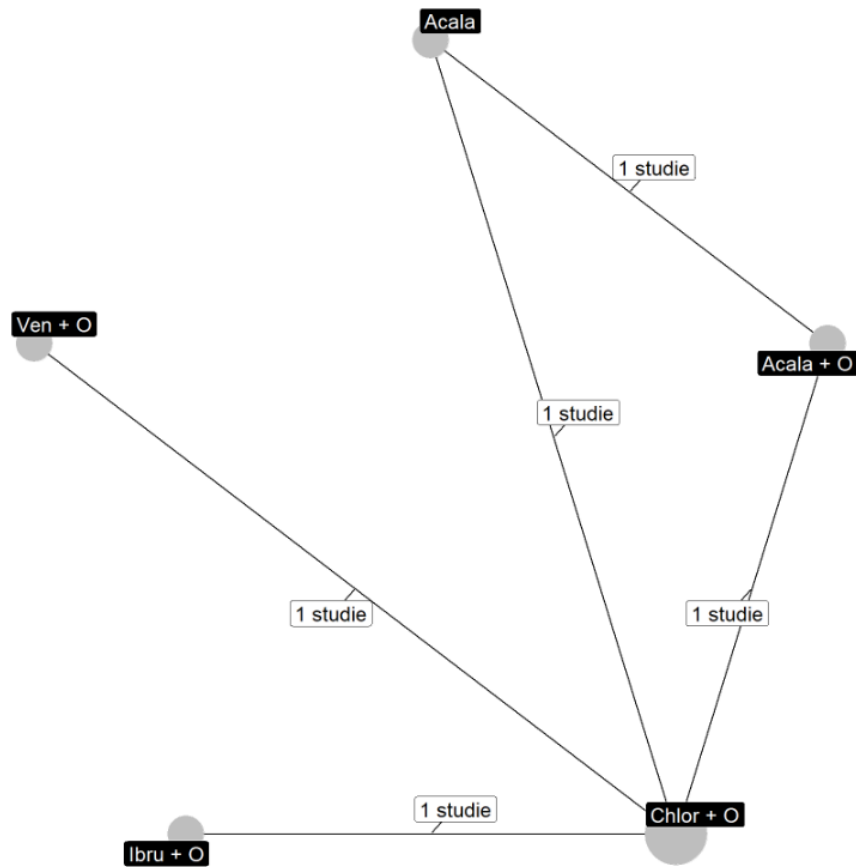 Acala
1 studie
Ven + O
Acala + O
1 studie
1 studie
1 studie
1 studie
Chlor + O
Ibru + O